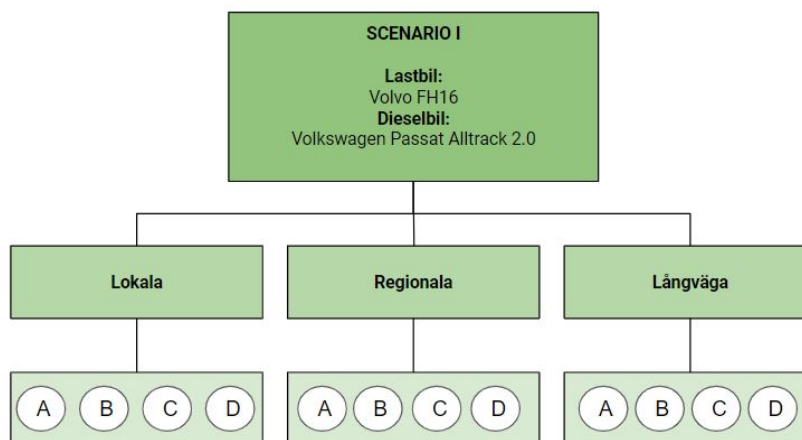 SCENARIO I
Lastbil:
Volvo FH16
Dieselbil:
Volkswagen Passat Alltrack 2.0
Lokala
Regionala
Långväga
A B C D
A B C D
A B C D